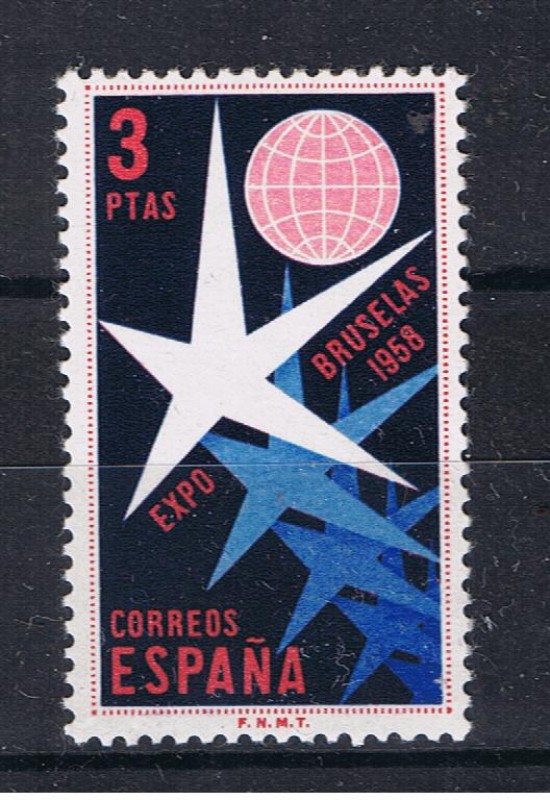 3
PTAS
BRUSELAS
1958
EXPO
CORREOS
ESPAÑA
F.N.M.T.